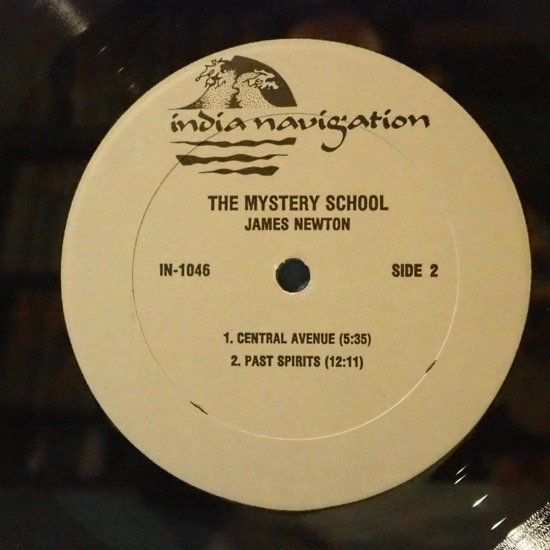 india navigation
THE MYSTERY SCHOOL
JAMES NEWTON
IN-1046
SIDE 2
1. CENTRAL AVENUE (5:35)
2. PAST SPIRITS (12:11)